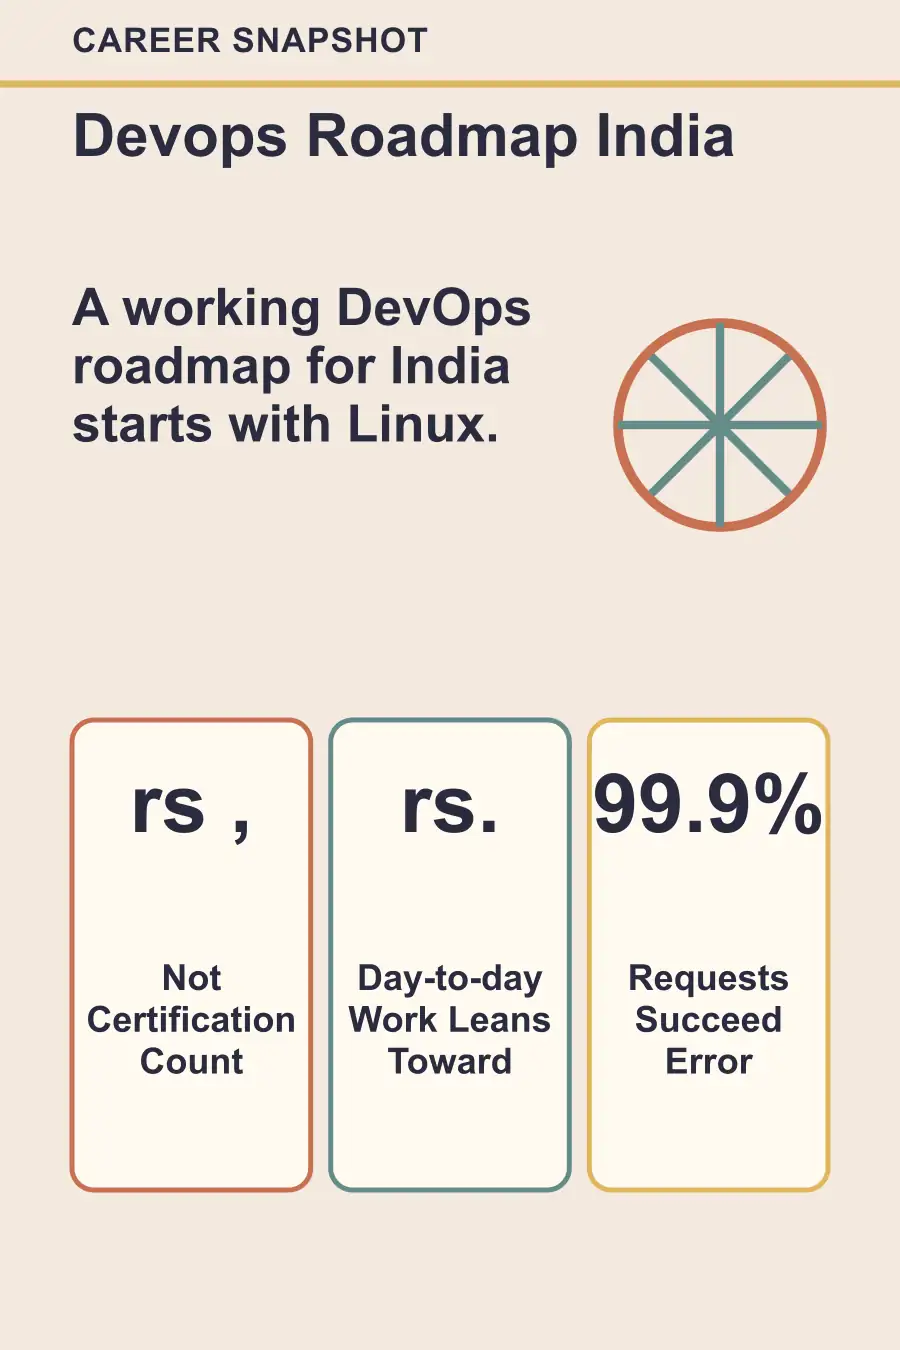 CAREER SNAPSHOT
Devops Roadmap India
A working DevOps
roadmap for India
starts with Linux.
rs ,
Not
Certification
Count
rs.
Day-to-day
Work Leans
Toward
99.9%
Requests
Succeed
Error